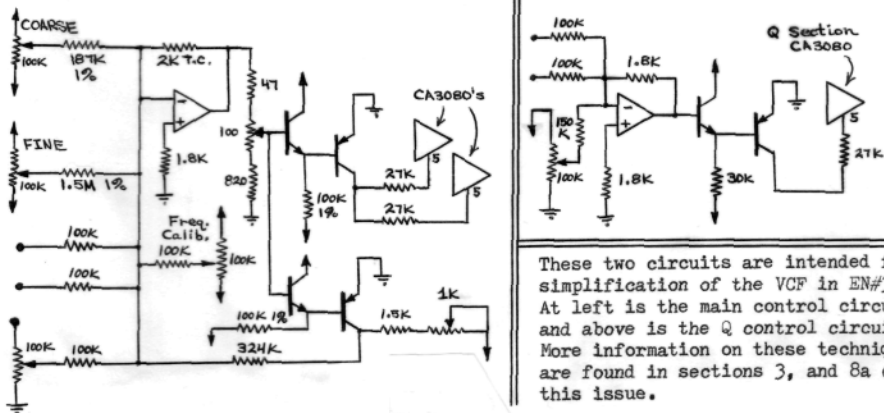 COARSE
100K
187K
1%
2K T.C.
47
100
820
1.8K
FINE
100K
1.5M 1%
Freq.
Calib.
100K
100K
100K
100K
100K
100K
100K
1%
27K
27K
CA3080's
5
5
100K 1%
324K
1.5K
1K
100K
100K
150
K
100K
1.8K
1.8K
30K
27K
5
Q Section
CA3080
These two circuits are intended
simplification of the VCF in
At left is the main control
and above is the Q control
More information on these
are found in sections 3, and 8a
this issue.